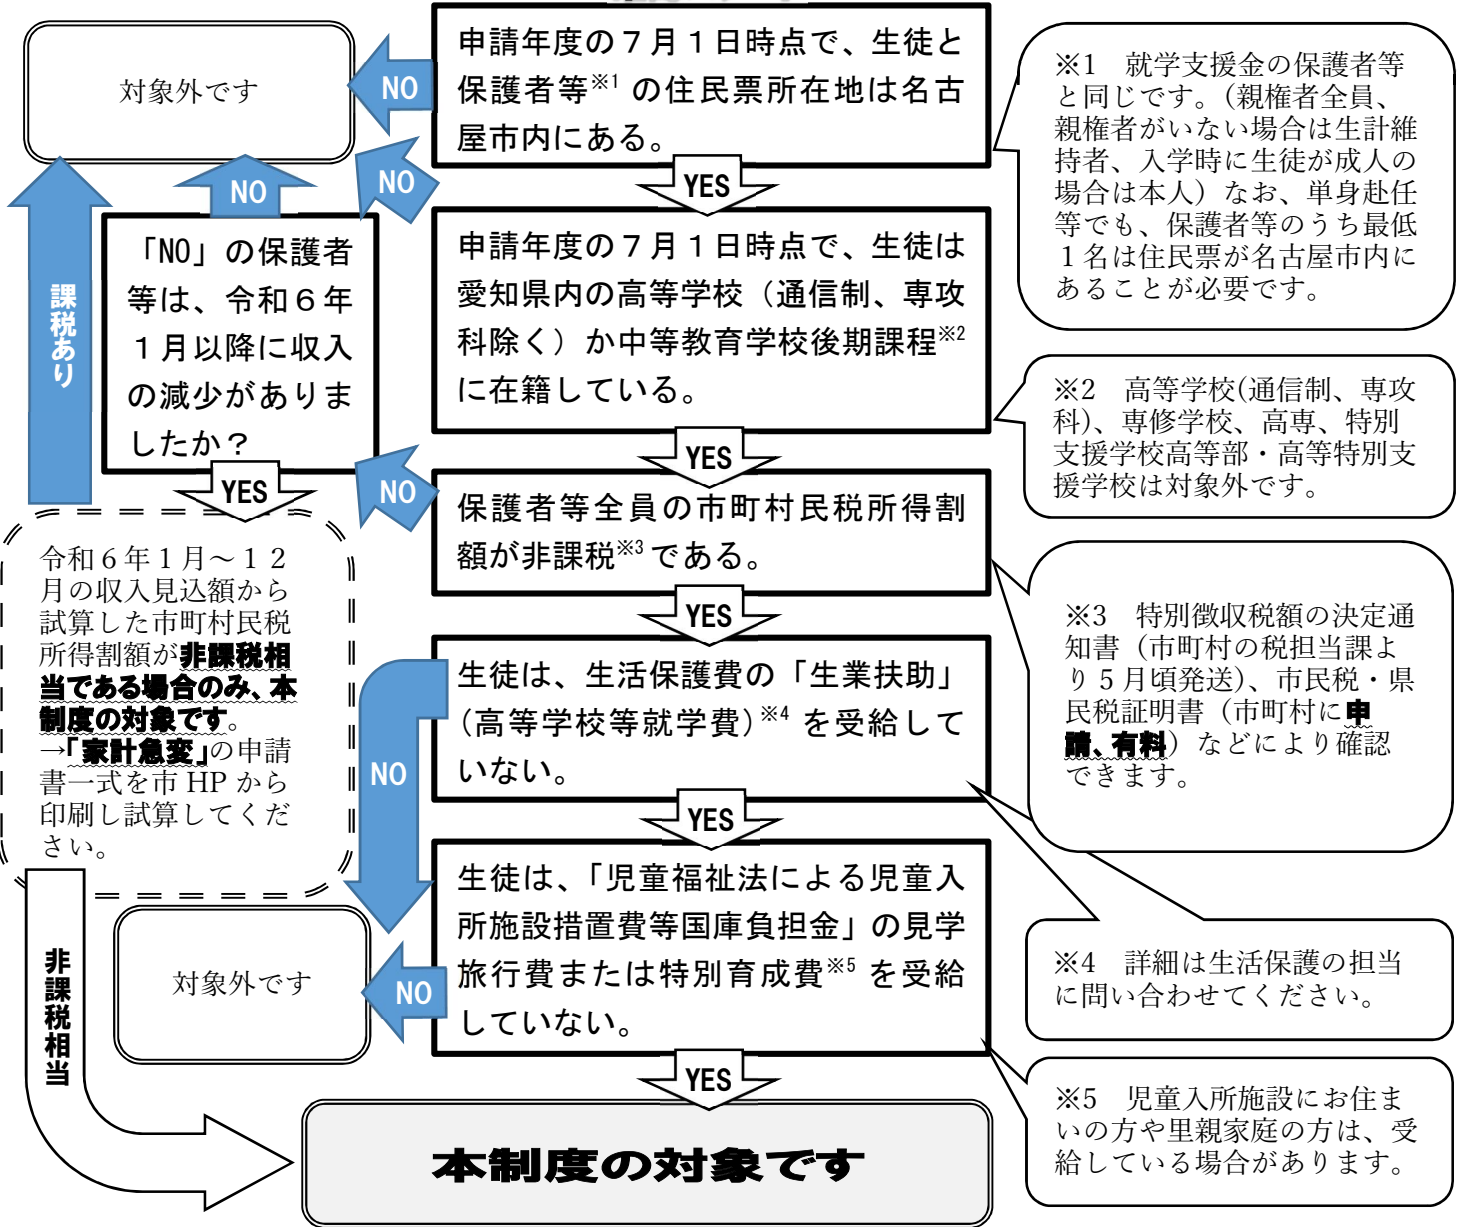 対象外です
NO
申請年度の７月１日時点で、生徒と
保護者等※1 の住民票所在地は名古
屋市内にある。
※1　就学支援金の保護者等
と同じです。（親権者全員、
親権者がいない場合は生計維
持者、入学時に生徒が成人の
場合は本人）なお、単身赴任
等でも、保護者等のうち最低
１名は住民票が名古屋市内に
あることが必要です。
YES
NO
NO
申請年度の７月１日時点で、生徒は
愛知県内の高等学校（通信制、専攻
科除く）か中等教育学校後期課程※2
に在籍している。
「NO」の保護者
等は、令和６年
１月以降に収入
の減少がありま
したか？
課税あり
※2　高等学校(通信制、専攻
科)、専修学校、高専、特別
支援学校高等部・高等特別支
援学校は対象外です。
YES
NO
YES
保護者等全員の市町村民税所得割
額が非課税※3 である。
令和６年１月～１２
月の収入見込額から
試算した市町村民税
所得割額が非課税相
当である場合のみ、本
制度の対象です。
→「家計急変」の申請
書一式を市 HP から
印刷し試算してくだ
さい。
※3　特別徴収税額の決定通
知書（市町村の税担当課よ
り５月頃発送）、市民税・県
民税証明書（市町村に申
請、有料）などにより確認
できます。
YES
生徒は、生活保護費の「生業扶助」
（高等学校等就学費）※4 を受給して
いない。
NO
YES
生徒は、「児童福祉法による児童入
所施設措置費等国庫負担金」の見学
旅行費または特別育成費※5 を受給
していない。
対象外です
NO
※4　詳細は生活保護の担当
に問い合わせてください。
非課税相当
YES
※5　児童入所施設にお住ま
いの方や里親家庭の方は、受
給している場合があります。
本制度の対象です